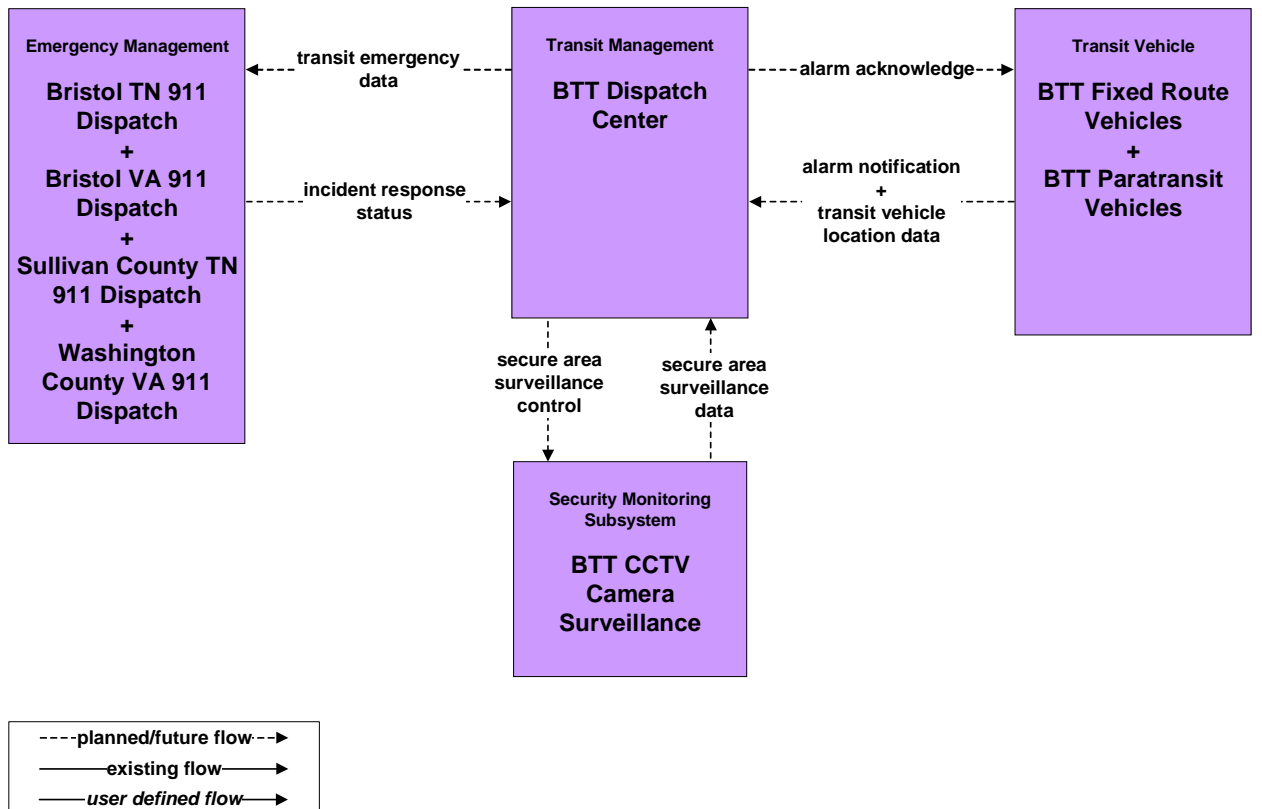 Emergency Management
Bristol TN 911
Dispatch
+
Bristol VA 911
Dispatch
+
Sullivan County TN
911 Dispatch
+
Washington
County VA 911
Dispatch
transit emergency
data
incident response
status
Transit Management
BTT Dispatch
Center
alarm acknowledge
alarm notification
+
transit vehicle
location data
Transit Vehicle
BTT Fixed Route
Vehicles
+
BTT Paratransit
Vehicles
secure area
surveillance
control
secure area
surveillance
data
Security Monitoring
Subsystem
BTT CCTV
Camera
Surveillance
planned/future flow
existing flow
user defined flow